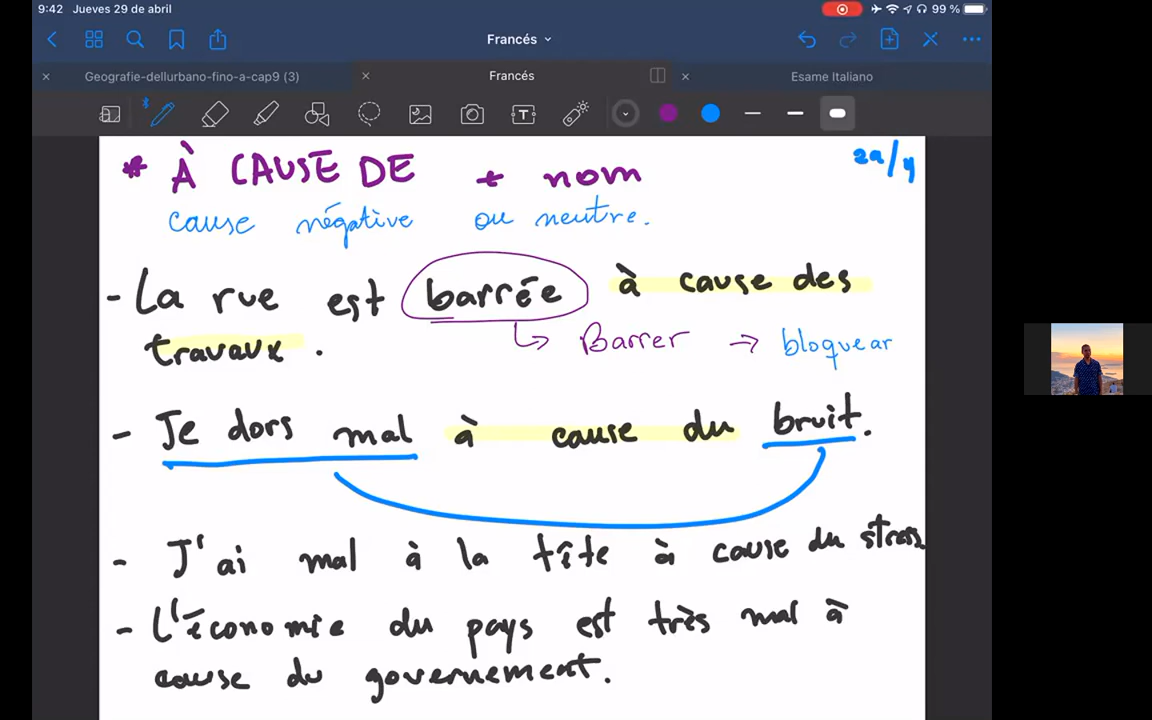 9:42 Jueves 29 de abril 99 %
Francés
Geografie-dellurbano-fino-a-cap9 (3) Francés Esame Italiano
* À CAUSE DE + nom
29/4
cause négative ou neutre.
- La rue est barrée à cause des
travaux.
↳ Barrer → bloquear
- Je dors mal à cause du bruit.
- J'ai mal à la tête à cause du stress.
- L'économie du pays est très mal à
cause du governement.